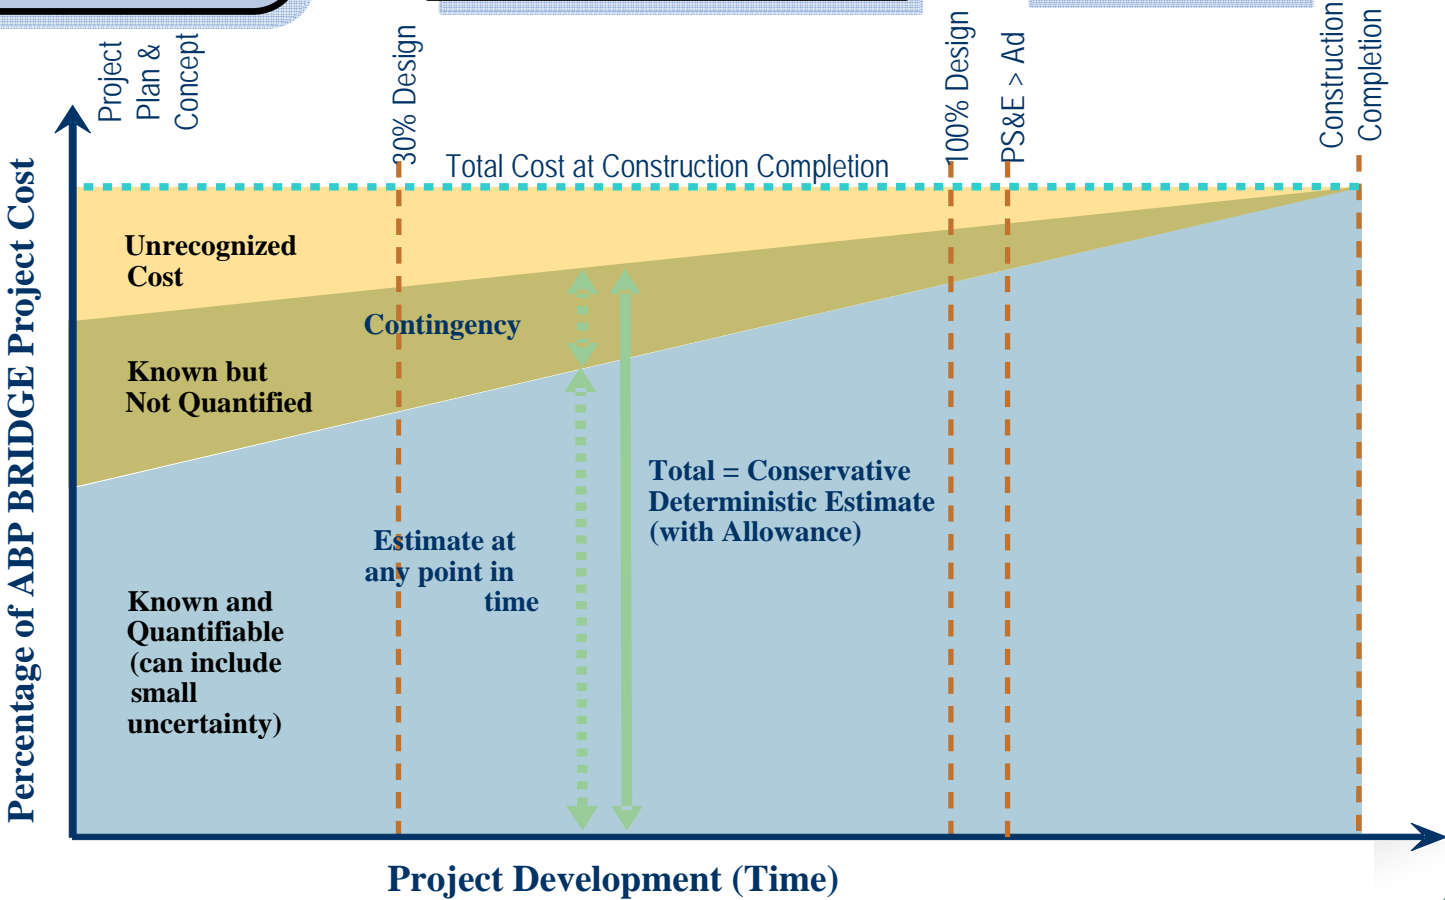 Project
Plan &
Concept
30% Design
100% Design
PS&E > Ad
Construction
Completion
Total Cost at Construction Completion
Percentage of ABP BRIDGE Project Cost
Unrecognized
Cost
Contingency
Known but
Not Quantified
Total = Conservative
Deterministic Estimate
(with Allowance)
Estimate at
any point in
time
Known and
Quantifiable
(can include
small
uncertainty)
Project Development (Time)